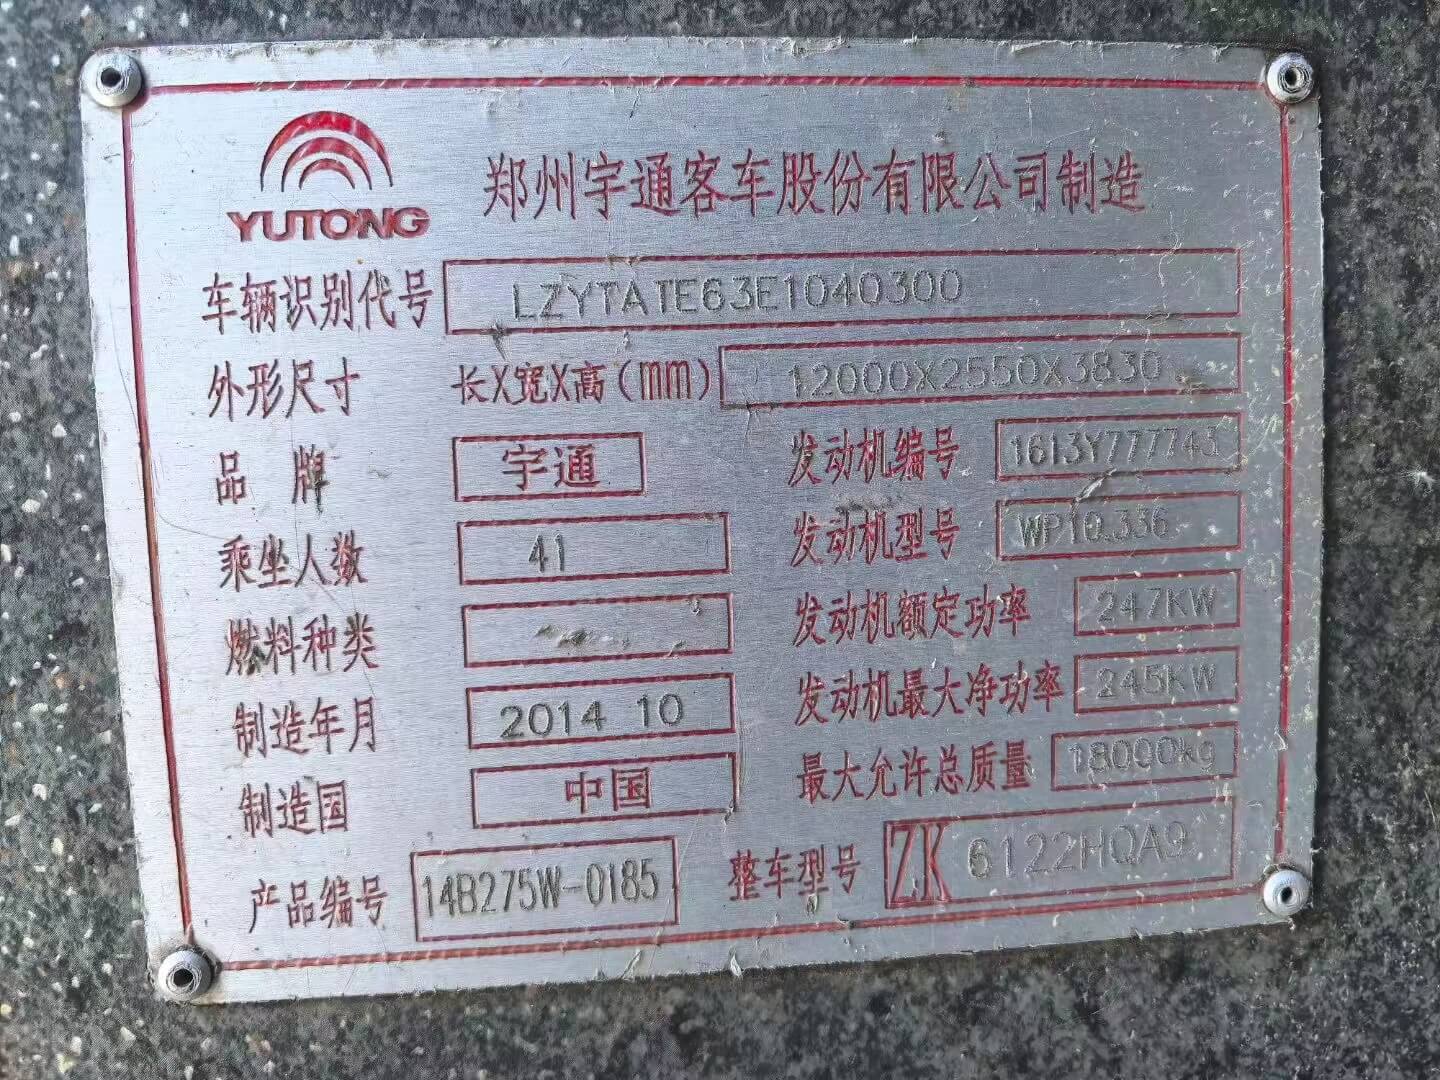 YUTONG
郑州宇通客车股份有限公司制造
车辆识别代号 LZYTATE63E1040300
外形尺寸 长X宽X高(mm) 12000X2550X3830
品 牌 宇通 发动机编号 1613Y777743
乘坐人数 41 发动机型号 WP10.336
燃料种类 发动机额定功率 247KW
制造年月 2014 10 发动机最大净功率 245KW
制造国 中国 最大允许总质量 18000kg
产品编号 14B275W-0185 整车型号 ZK 6122HQA9